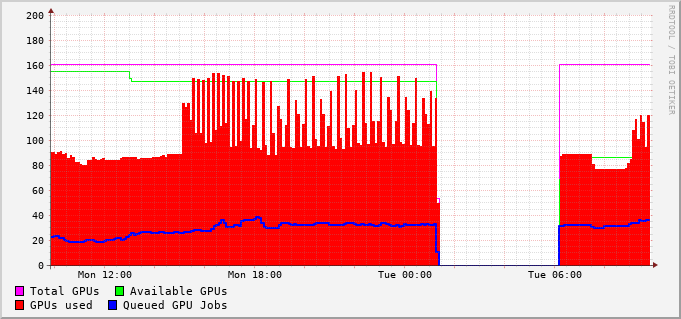 200
180
160
140
120
100
80
60
40
20
0
Mon 12:00 Mon 18:00 Tue 00:00 Tue 06:00
Total GPUs Available GPUs
GPUs used Queued GPU Jobs
RRDTOOL / TOBI OETIKER